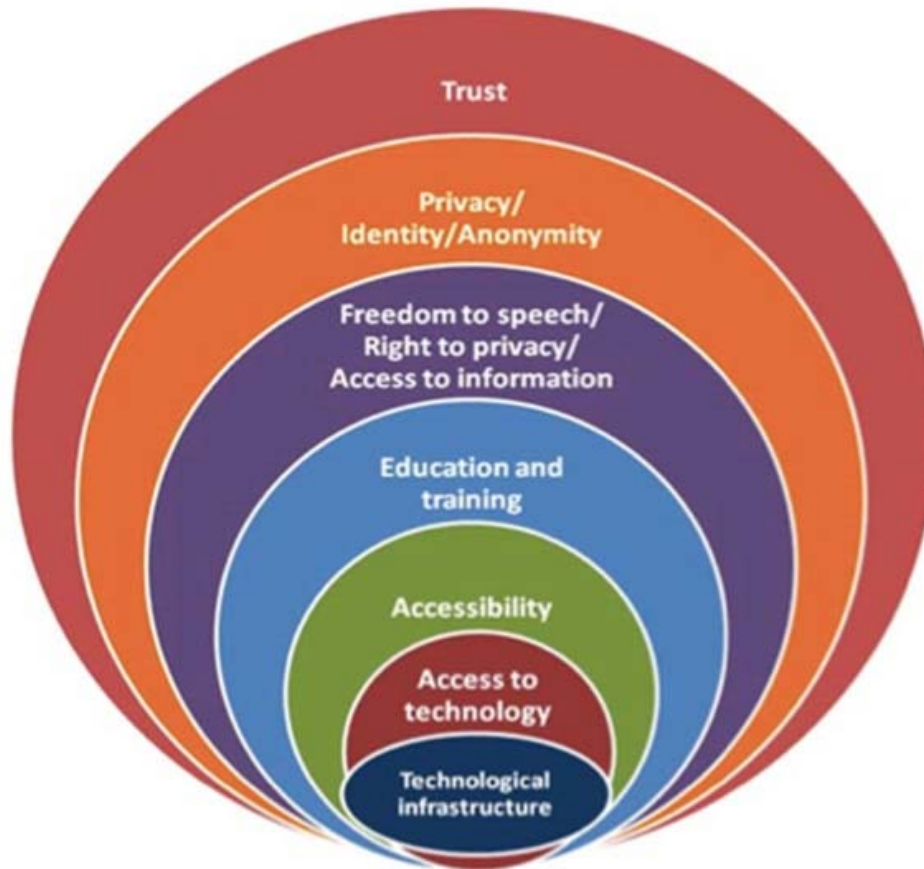 Trust
Privacy/
Identity/Anonymity
Freedom to speech/
Right to privacy/
Access to information
Education and
training
Accessibility
Access to
technology
Technological
infrastructure